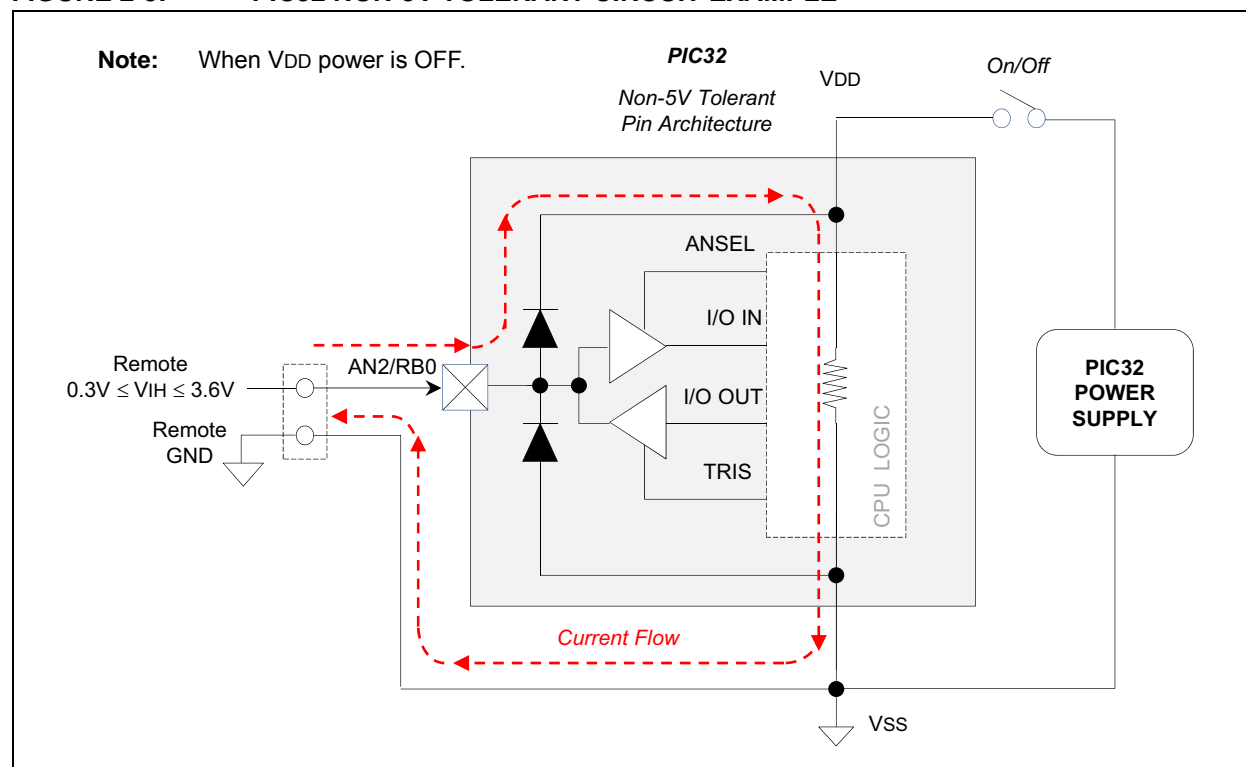 Note: When VDD power is OFF.
PIC32
Non-5V Tolerant
Pin Architecture
VDD
On/Off
ANSEL
I/O IN
Remote
0.3V ≤ VIH ≤ 3.6V
AN2/RB0
I/O OUT
Remote
GND
TRIS
CPU LOGIC
PIC32
POWER
SUPPLY
Current Flow
VSS